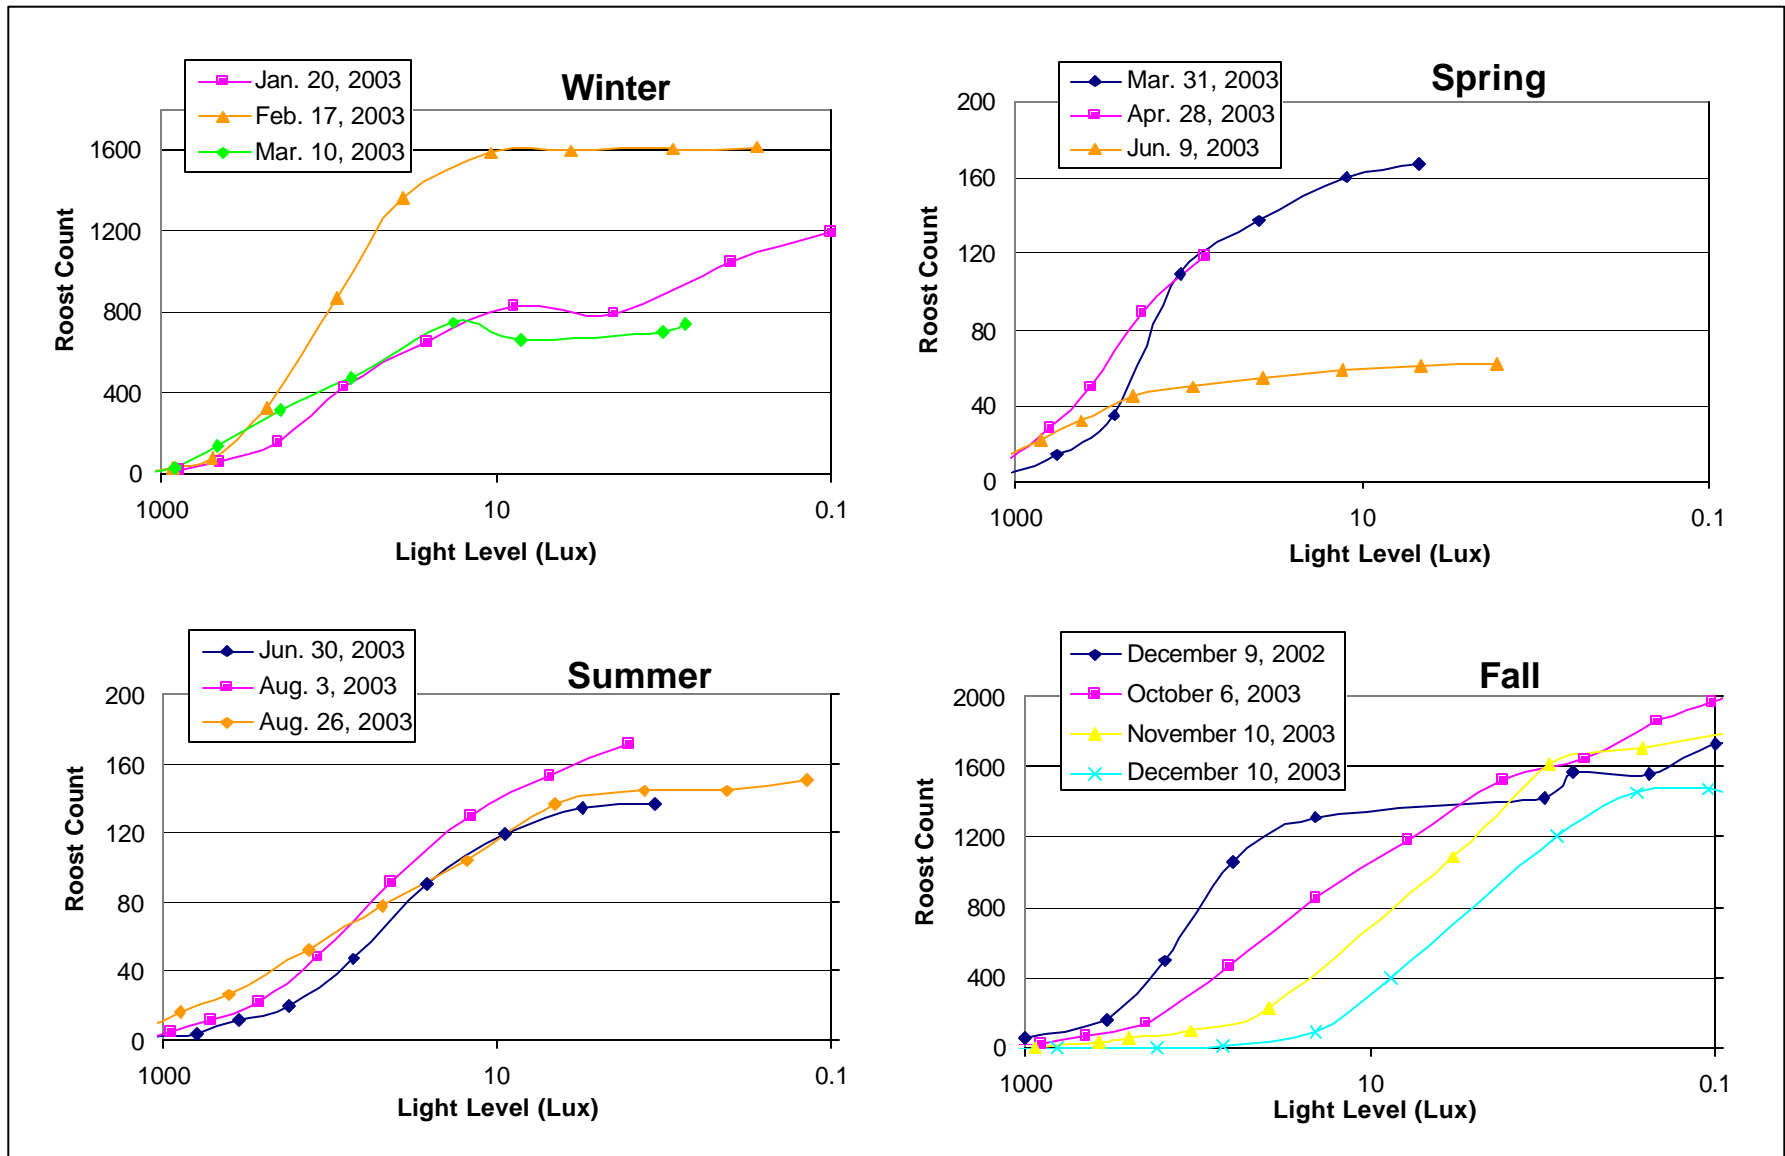 Winter
Jan. 20, 2003
Feb. 17, 2003
Mar. 10, 2003
Roost Count
1600
1200
800
400
0
1000 10 0.1
Light Level (Lux)
Spring
Mar. 31, 2003
Apr. 28, 2003
Jun. 9, 2003
Roost Count
200
160
120
80
40
0
1000 10 0.1
Light Level (Lux)
Summer
Jun. 30, 2003
Aug. 3, 2003
Aug. 26, 2003
Roost Count
200
160
120
80
40
0
1000 10 0.1
Light Level (Lux)
Fall
December 9, 2002
October 6, 2003
November 10, 2003
December 10, 2003
Roost Count
2000
1600
1200
800
400
0
1000 10 0.1
Light Level (Lux)